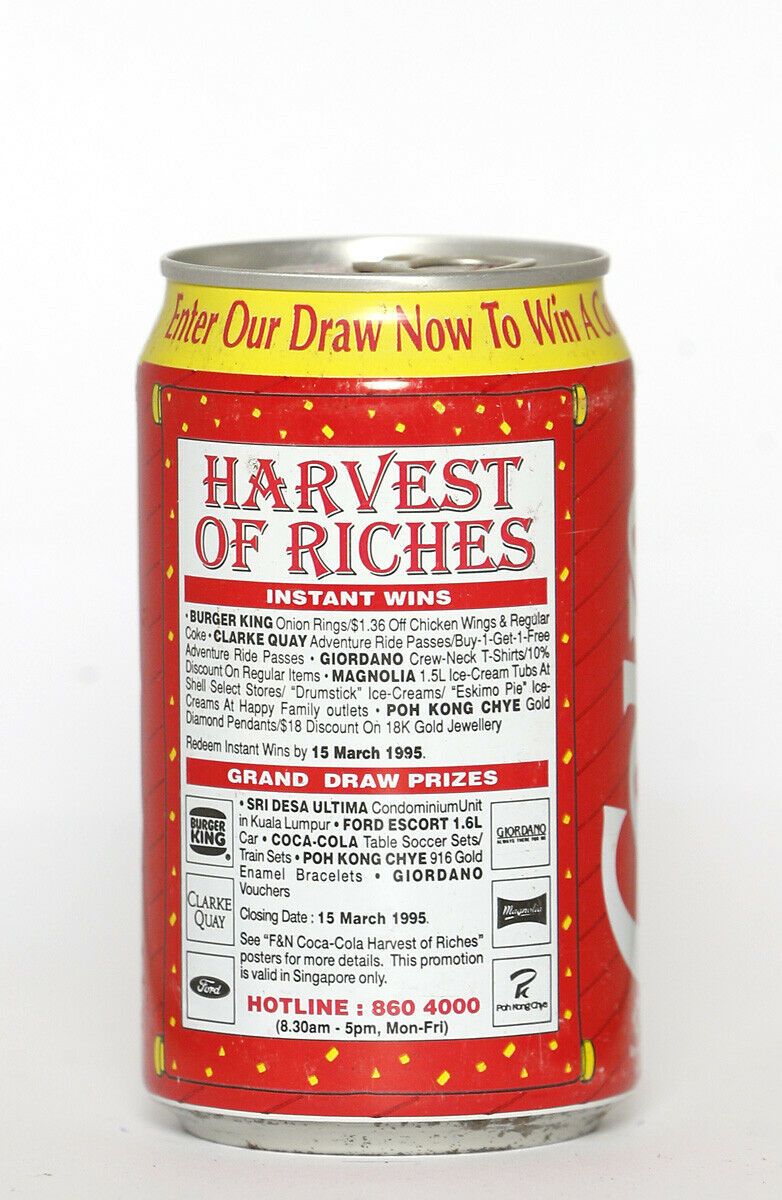 Enter Our Draw Now To Win A
HARVEST
OF RICHES
INSTANT WINS
• BURGER KING Onion Rings/$1.36 Off Chicken Wings & Regular
Coke • CLARKE QUAY Adventure Ride Passes/Buy-1-Get-1-Free
Adventure Ride Passes • GIORDANO Crew-Neck T-Shirts/10%
Discount On Regular Items • MAGNOLIA 1.5L Ice-Cream Tubs At
Shell Select Stores/ "Drumstick" Ice-Creams/ "Eskimo Pie" Ice-
Creams At Happy Family outlets • POH KONG CHYE Gold
Diamond Pendants/$18 Discount On 18K Gold Jewellery
Redeem Instant Wins by 15 March 1995.
GRAND DRAW PRIZES
• SRI DESA ULTIMA CondominiumUnit
in Kuala Lumpur • FORD ESCORT 1.6L
Car • COCA-COLA Table Soccer Sets/
Train Sets • POH KONG CHYE 916 Gold
Enamel Bracelets • GIORDANO
Vouchers
Closing Date : 15 March 1995.
See "F&N Coca-Cola Harvest of Riches"
posters for more details. This promotion
is valid in Singapore only.
HOTLINE : 860 4000
(8.30am - 5pm, Mon-Fri)
BURGER
KING
CLARKE
QUAY
Ford
GIORDANO
ALWAYS THERE FOR ME
Magnolia
PK
Poh Kong Chye